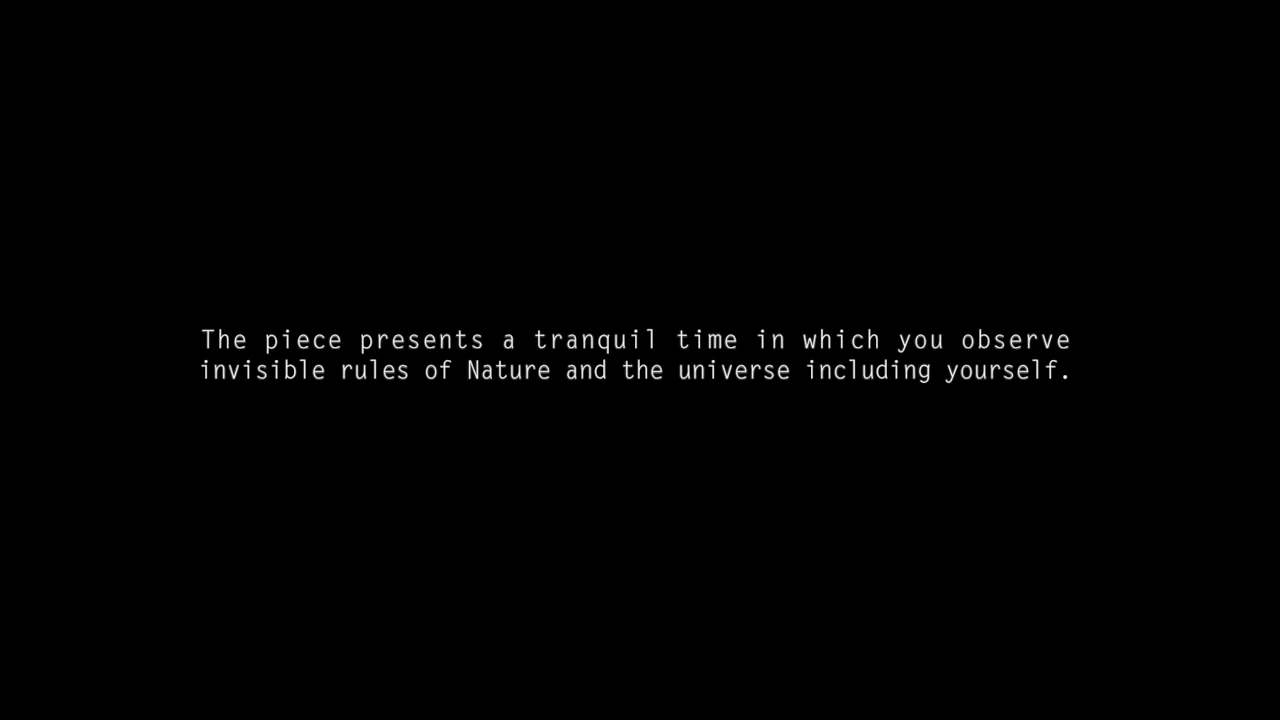 The piece presents a tranquil time in which you observe
invisible rules of Nature and the universe including yourself.